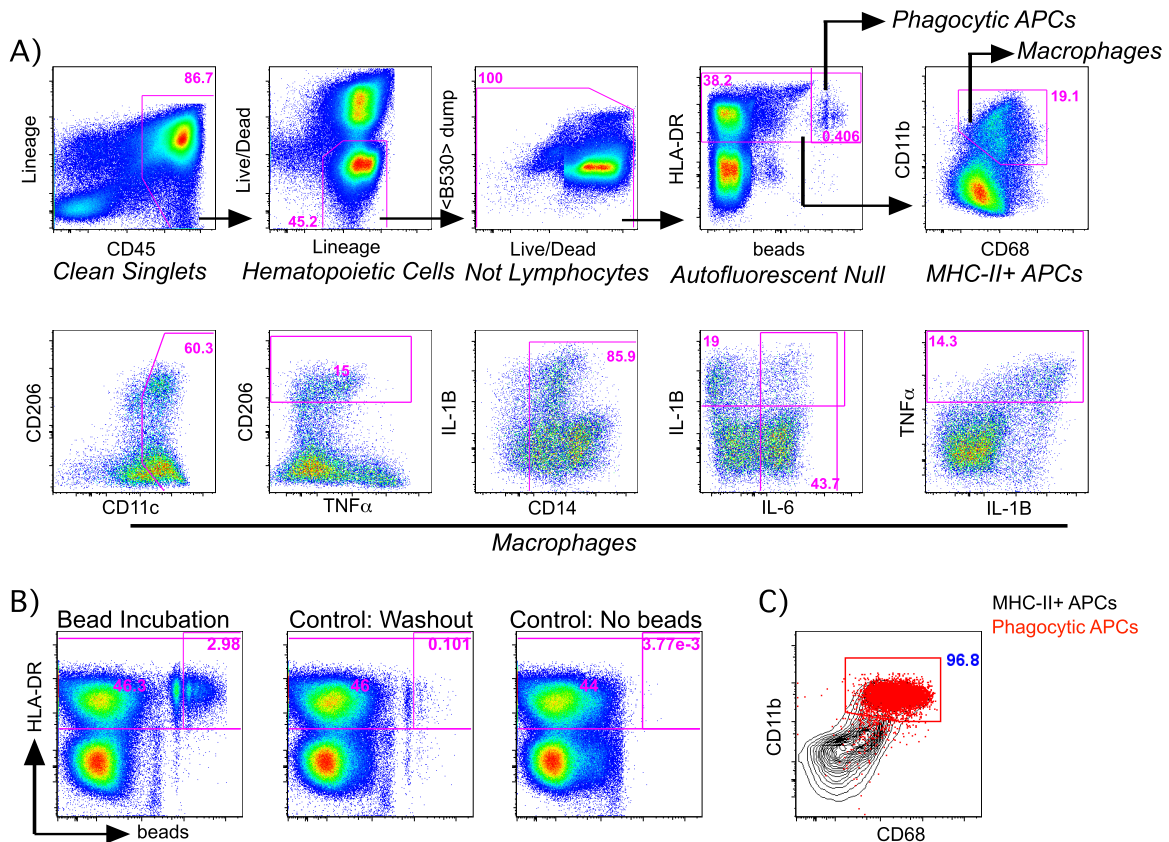 Phagocytic APCs
A)
Macrophages
86.7
Lineage
CD45
Clean Singlets
Live/Dead
45.2
Lineage
Hematopoietic Cells
<B530> dump
100
Live/Dead
Not Lymphocytes
HLA-DR
38.2
0.406
beads
Autofluorescent Null
CD11b
19.1
CD68
MHC-II+ APCs
CD206
60.3
CD11c
CD206
15
TNFα
IL-1B
85.9
CD14
IL-1B
19
43.7
IL-6
TNFα
14.3
IL-1B
Macrophages
B)
Bead Incubation
HLA-DR
2.98
beads
Control: Washout
0.101
46
Control: No beads
3.77e-3
44
C)
MHC-II+ APCs
Phagocytic APCs
CD11b
96.8
CD68